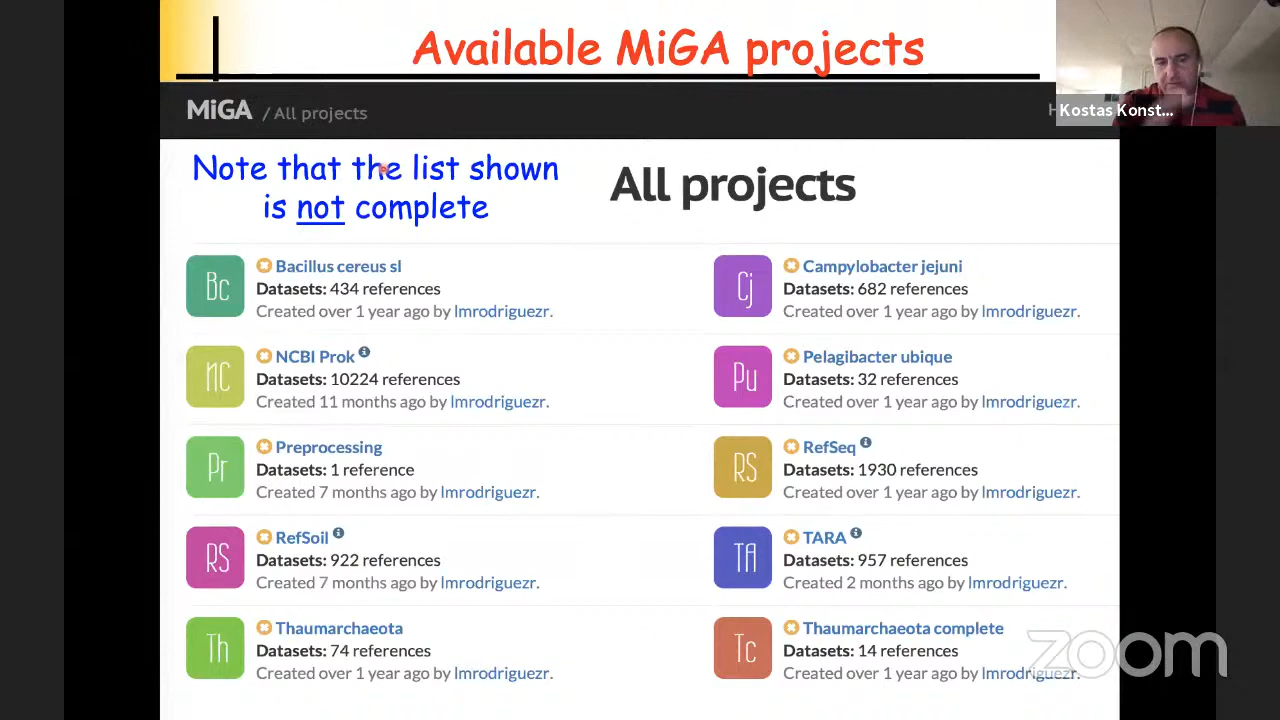 Available MiGA projects
Kostas Konst...
MiGA / All projects
Note that the list shown
is not complete
All projects
Bc
Bacillus cereus sl
Datasets: 434 references
Created over 1 year ago by lmrodriguezr.
Cj
Campylobacter jejuni
Datasets: 682 references
Created over 1 year ago by lmrodriguezr.
NC
NCBI Prok
Datasets: 10224 references
Created 11 months ago by lmrodriguezr.
Pu
Pelagibacter ubique
Datasets: 32 references
Created over 1 year ago by lmrodriguezr.
Pr
Preprocessing
Datasets: 1 reference
Created 7 months ago by lmrodriguezr.
RS
RefSeq
Datasets: 1930 references
Created over 1 year ago by lmrodriguezr.
RS
RefSoil
Datasets: 922 references
Created 7 months ago by lmrodriguezr.
TA
TARA
Datasets: 957 references
Created 2 months ago by lmrodriguezr.
Th
Thaumarchaeota
Datasets: 74 references
Created over 1 year ago by lmrodriguezr.
Tc
Thaumarchaeota complete
Datasets: 14 references
Created over 1 year ago by lmrodriguezr.
zoom